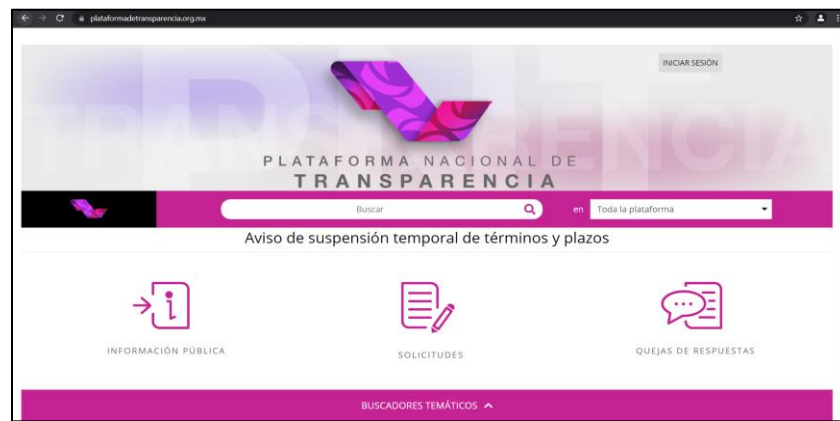 plataformadetransparencia.org.mx
INICIAR SESIÓN
PLATAFORMA NACIONAL DE
TRANSPARENCIA
Buscar
en
Toda la plataforma
Aviso de suspensión temporal de términos y plazos
INFORMACIÓN PÚBLICA
SOLICITUDES
QUEJAS DE RESPUESTAS
BUSCADORES TEMÁTICOS